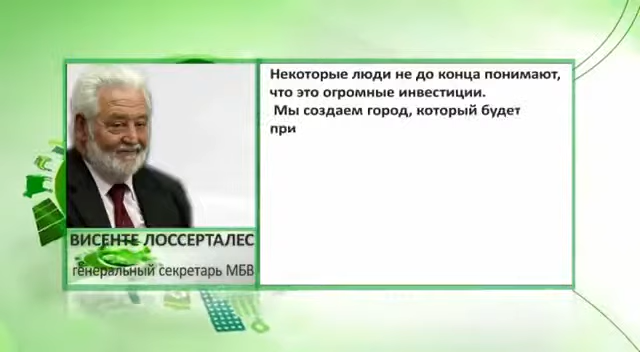 Некоторые люди не до конца понимают,
что это огромные инвестиции.
Мы создаем город, который будет
при
ВИСЕНТЕ ЛОССЕРТАЛЕС
генеральный секретарь МБВ